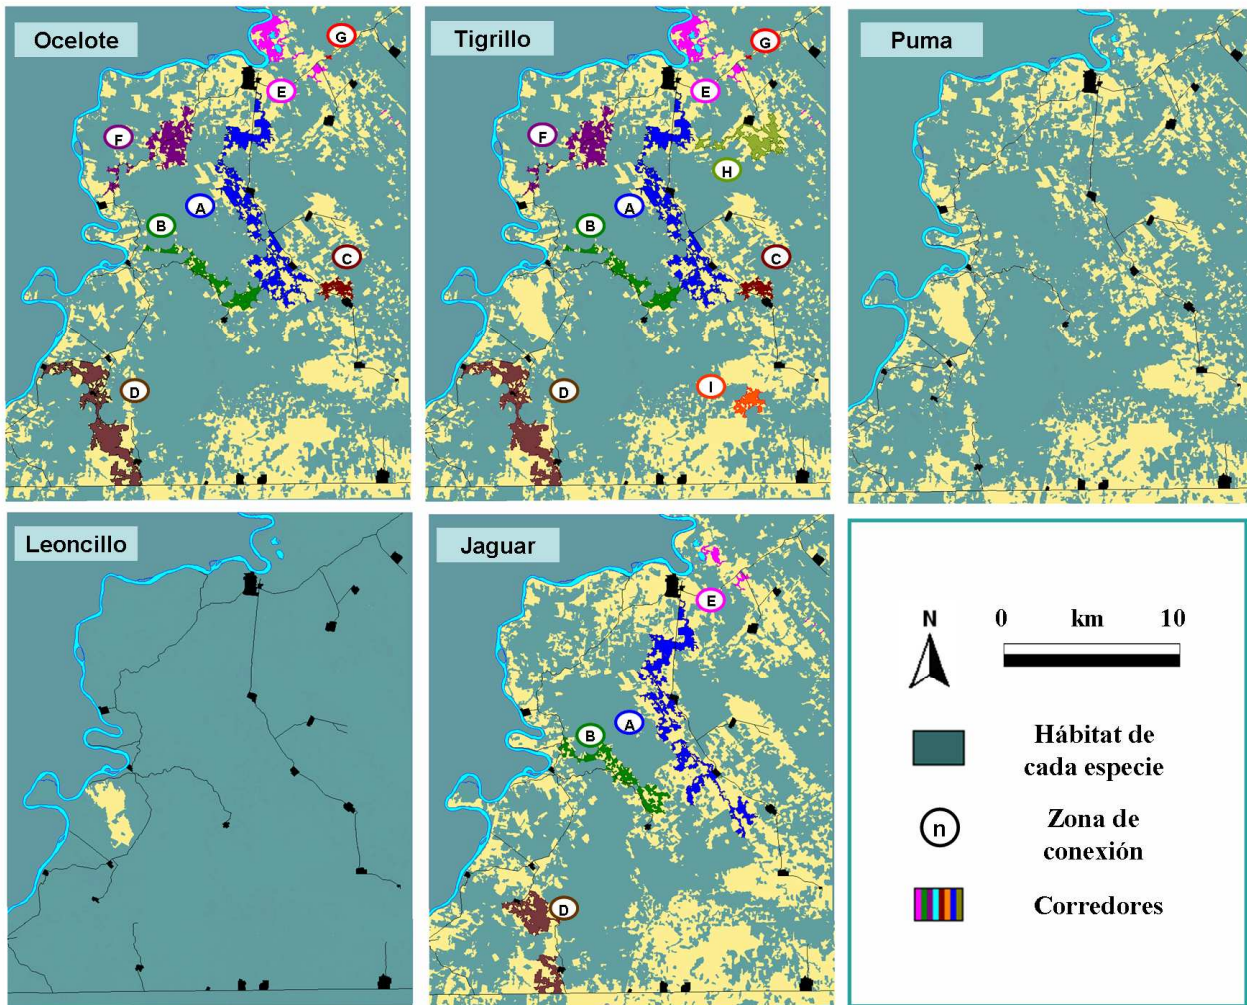 Ocelote
G
E
F
A
B
C
D
Tigrillo
G
E
F
H
A
B
C
I
D
Puma
Leoncillo
Jaguar
E
A
B
D
N
0 km 10
Hábitat de
cada especie
n
Zona de
conexión
Corredores